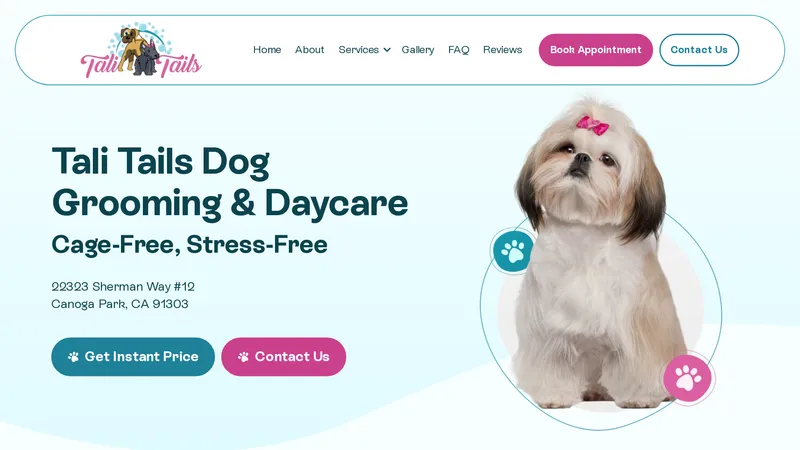 Tali Tails
Home
About
Services
Gallery
FAQ
Reviews
Book Appointment
Contact Us
Tali Tails Dog
Grooming & Daycare
Cage-Free, Stress-Free
22323 Sherman Way #12
Canoga Park, CA 91303
Get Instant Price
Contact Us